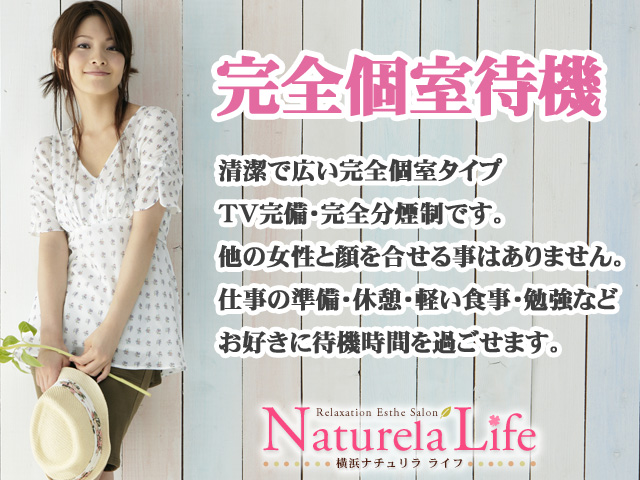 完全個室待機
清潔で広い完全個室タイプ
TV完備・完全分煙制です。
他の女性と顔を合せる事はありません。
仕事の準備・休憩・軽い食事・勉強など
お好きに待機時間を過ごせます。
Relaxation Esthe Salon
Naturela Life
横浜ナチュリラ ライフ